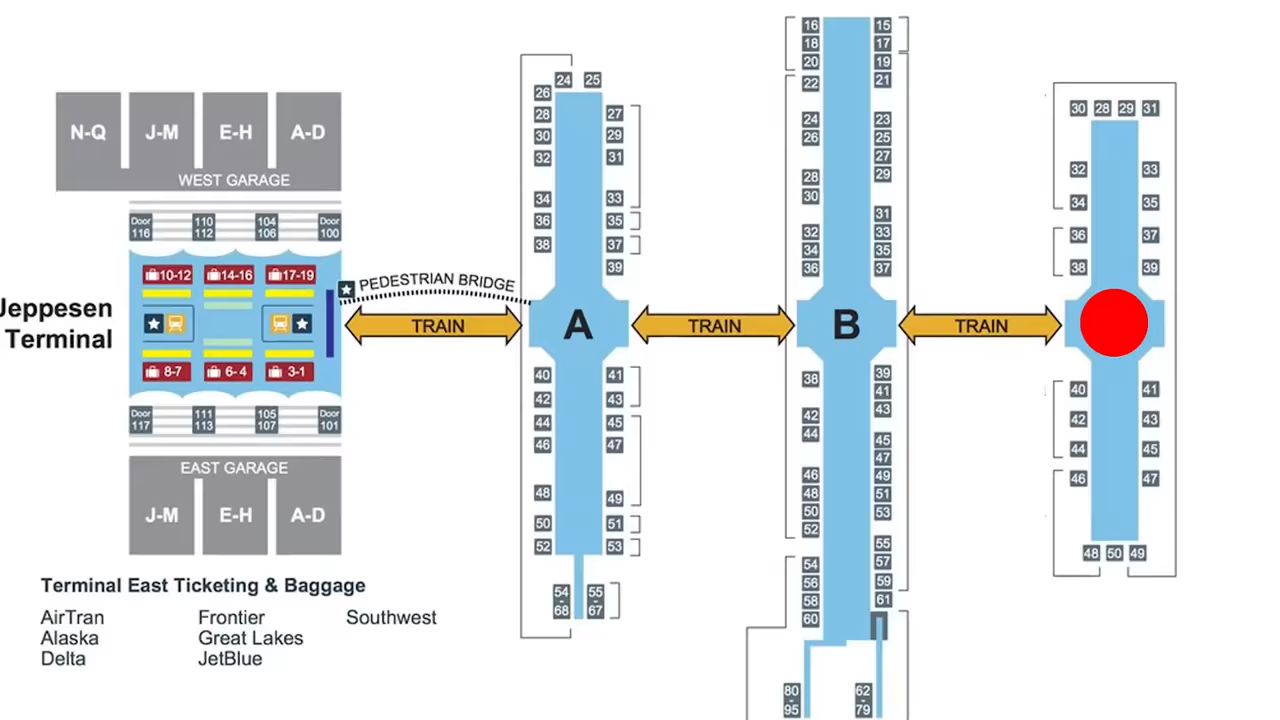 N-Q J-M E-H A-D
WEST GARAGE
Door 116
110 112
104 106
Door 100
10-12 14-16 17-19
Jeppesen
Terminal
8-7 6-4 3-1
Door 117
111 113
105 107
Door 101
EAST GARAGE
J-M E-H A-D
PEDESTRIAN BRIDGE
TRAIN
24 25
26
28 27
30 29
32 31
34 33
36 35
38 37
39
A
40 41
42 43
44 45
46 47
48 49
50 51
52 53
54 - 68
55 - 67
TRAIN
16 15
18 17
20 19
22 21
24 23
26 25
27
28 29
30
31
32 33
34 35
36 37
B
38 39
41
42 43
44 45
47
46 49
48 51
50 53
52
55
54 57
56 59
58 61
60
80 - 95
62 - 79
TRAIN
30 28 29 31
32 33
34 35
36 37
38 39
40 41
42 43
44 45
46 47
48 50 49
Terminal East Ticketing & Baggage
AirTran Frontier Southwest
Alaska Great Lakes
Delta JetBlue